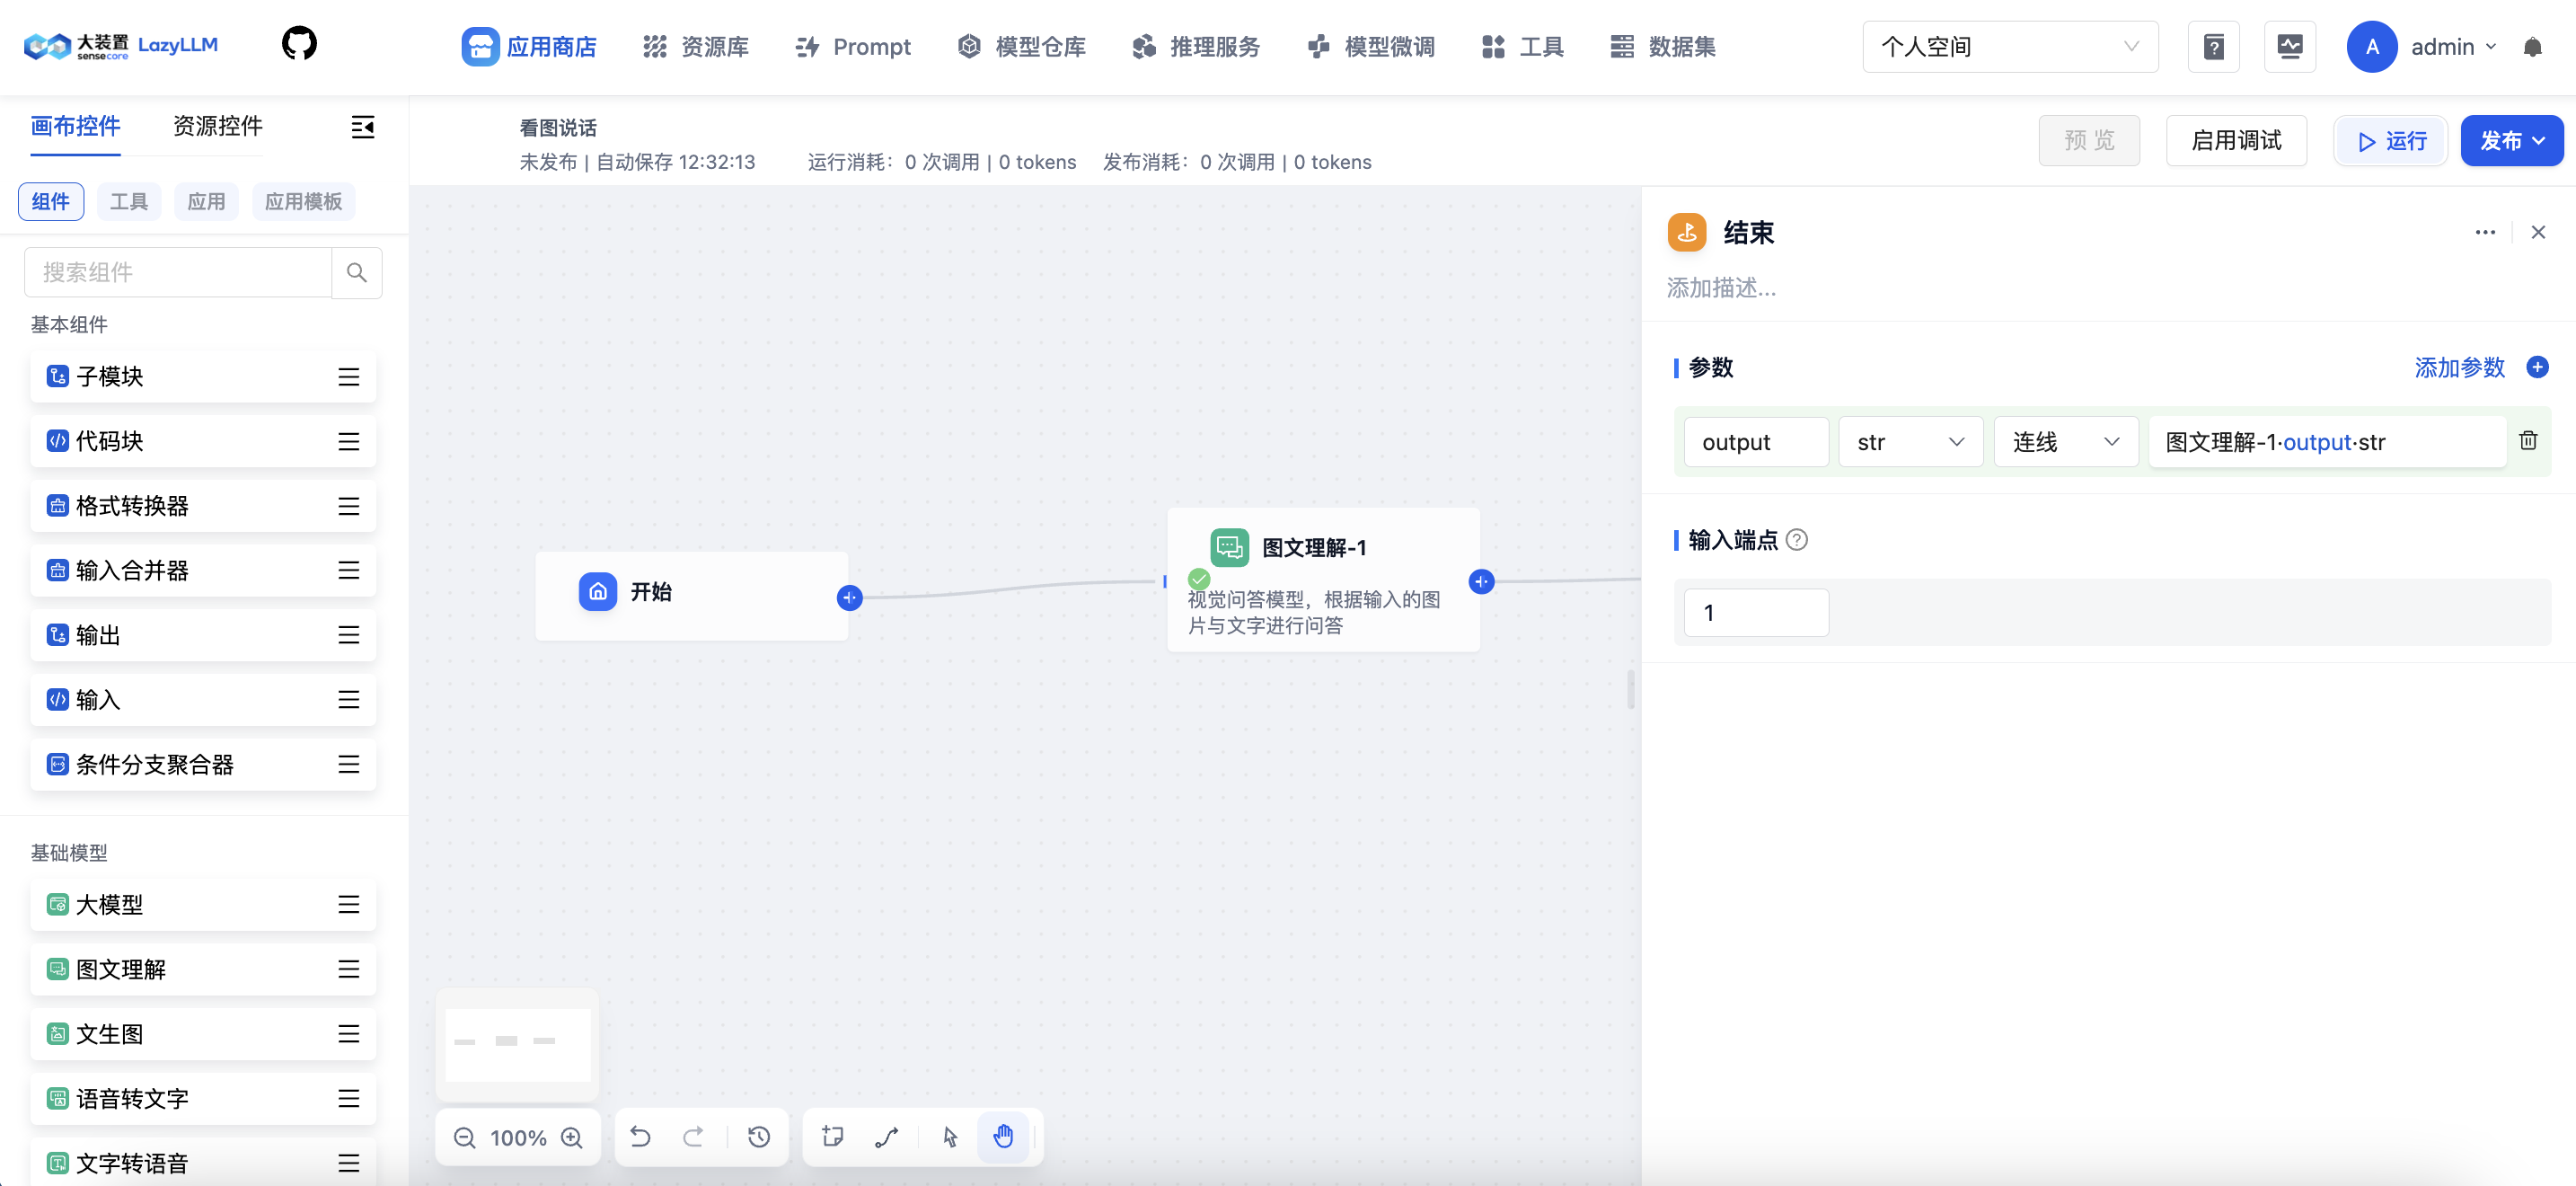 大装置
sensecore
LazyLLM
应用商店
资源库
Prompt
模型仓库
推理服务
模型微调
工具
数据集
个人空间
A
admin
画布控件
资源控件
看图说话
未发布 | 自动保存 12:32:13
运行消耗：0 次调用 | 0 tokens
发布消耗：0 次调用 | 0 tokens
预 览
启用调试
运行
发布
组件
工具
应用
应用模板
搜索组件
基本组件
子模块
代码块
格式转换器
输入合并器
输出
输入
条件分支聚合器
基础模型
大模型
图文理解
文生图
语音转文字
文字转语音
开始
图文理解-1
视觉问答模型，根据输入的图
片与文字进行问答
100%
结束
添加描述...
参数
添加参数
output
str
连线
图文理解-1·output·str
输入端点
1